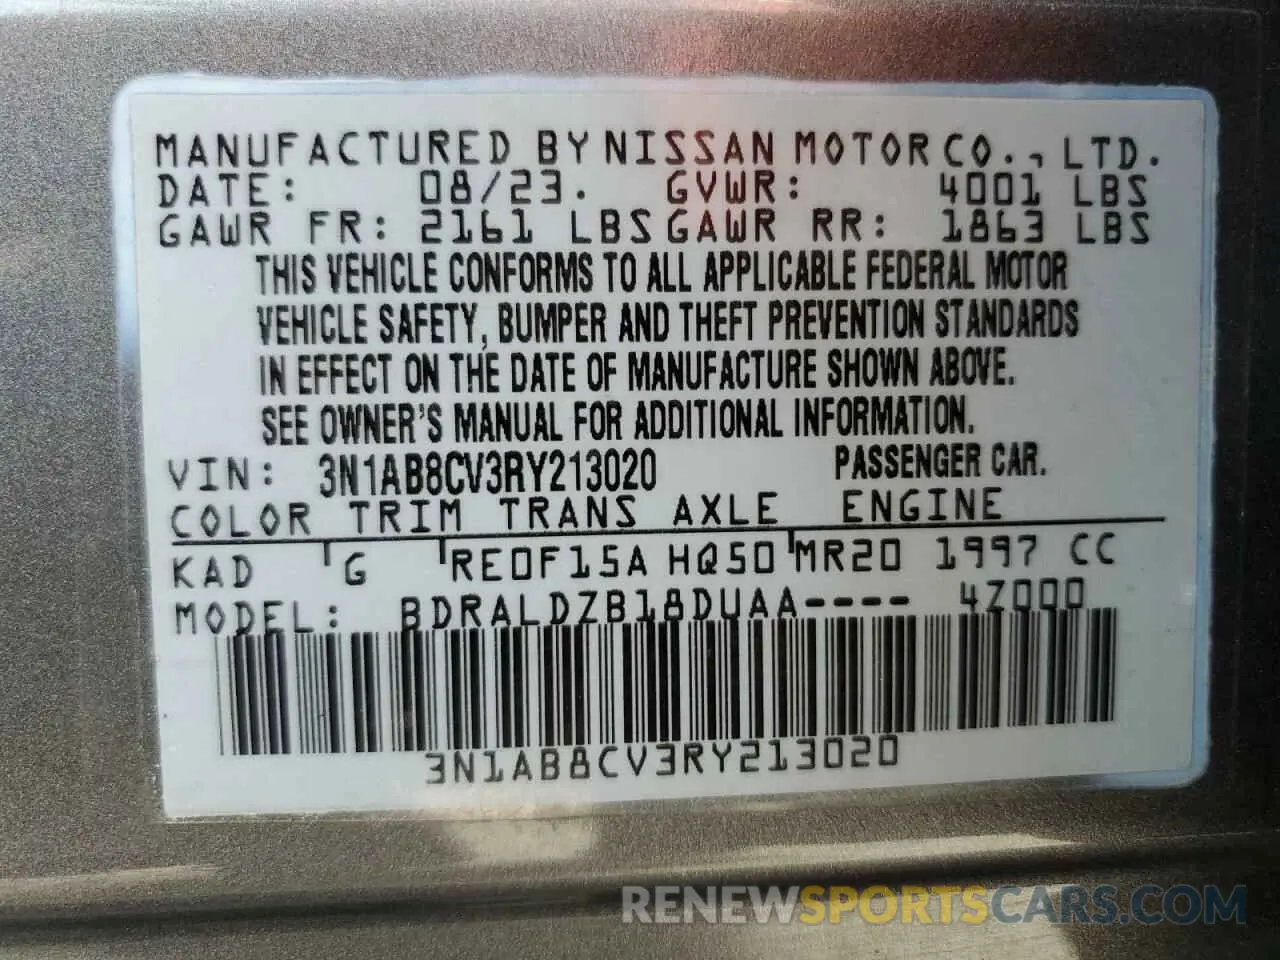 MANUFACTURED BY NISSAN MOTOR CO., LTD.
DATE: 08/23. GVWR: 4001 LBS
GAWR FR: 2161 LBS GAWR RR: 1863 LBS
THIS VEHICLE CONFORMS TO ALL APPLICABLE FEDERAL MOTOR
VEHICLE SAFETY, BUMPER AND THEFT PREVENTION STANDARDS
IN EFFECT ON THE DATE OF MANUFACTURE SHOWN ABOVE.
SEE OWNER'S MANUAL FOR ADDITIONAL INFORMATION.
VIN: 3N1AB8CV3RY213020 PASSENGER CAR.
COLOR TRIM TRANS AXLE ENGINE
KAD G RE0F15A HQ50 MR20 1997 CC
MODEL: BDRALDZB18DUAA---- 4Z000
3N1AB8CV3RY213020
RENEWSPORTSCARS.COM